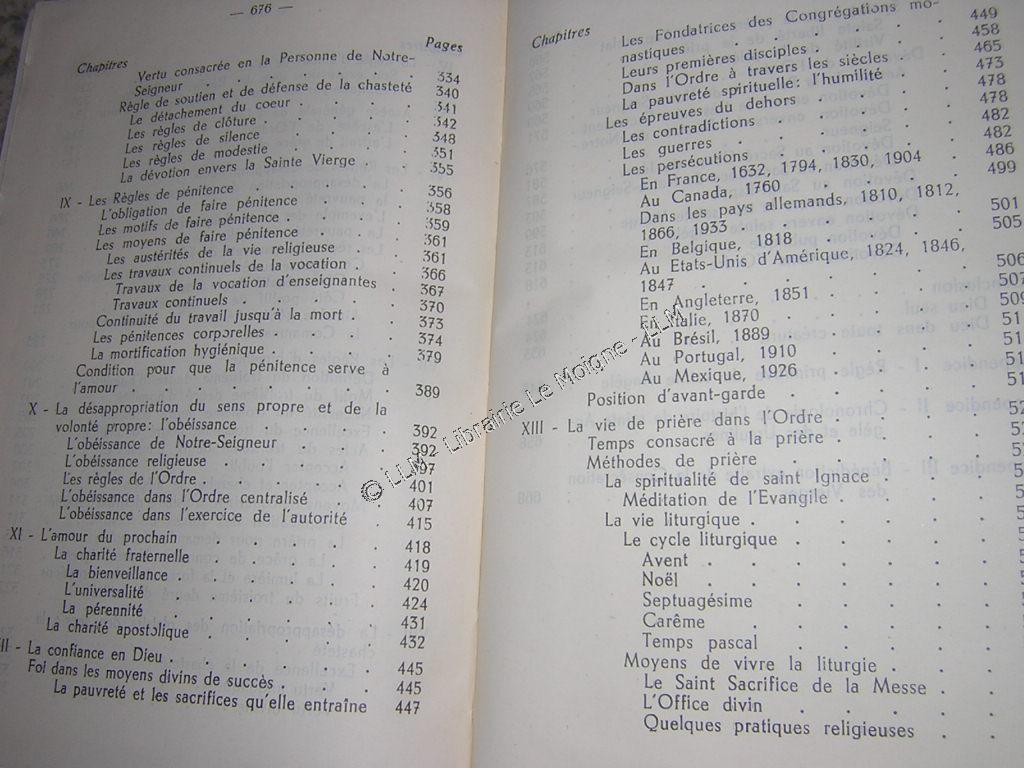 — 676 —
Chapitres Pages
Vertu consacrée en la Personne de Notre-
Seigneur . . . . . . . 334
Règle de soutien et de défense de la chasteté 340
Le détachement du coeur . . . . 341
Les règles de clôture . . . . . 342
Les règles de silence . . . . . 348
Les règles de modestie . . . . . 351
La dévotion envers la Sainte Vierge . . 355
IX - Les Règles de pénitence . . . . . 356
L'obligation de faire pénitence . . . 358
Les motifs de faire pénitence . . . . 359
Les moyens de faire pénitence . . . 361
Les austérités de la vie religieuse . . 361
Les travaux continuels de la vocation . . 366
Travaux de la vocation d'enseignantes . 367
Travaux continuels . . . . . 370
Continuité du travail jusqu'à la mort . . 373
Les pénitences corporelles . . . . 374
La mortification hygiénique . . . . 379
Condition pour que la pénitence serve à
l'amour . . . . . . . . 389
X - La désappropriation du sens propre et de la
volonté propre: l'obéissance . . . . 392
L'obéissance de Notre-Seigneur . . . 392
L'obéissance religieuse . . . . 397
Les règles de l'Ordre . . . . . 401
L'obéissance dans l'Ordre centralisé . . 407
L'obéissance dans l'exercice de l'autorité . 415
XI - L'amour du prochain . . . . . . 418
La charité fraternelle . . . . . 419
La bienveillance . . . . . . 420
L'universalité . . . . . . 424
La pérennité . . . . . . 431
La charité apostolique . . . . . 432
II - La confiance en Dieu . . . . . . 445
Foi dans les moyens divins de succès . . . 445
La pauvreté et les sacrifices qu'elle entraîne 447
Chapitres
Les Fondatrices des Congrégations mo-
nastiques . . . . . . . 449
Leurs premières disciples . . . . 458
Dans l'Ordre à travers les siècles . . 465
La pauvreté spirituelle: l'humilité . . 473
Les épreuves du dehors . . . . . 478
Les contradictions . . . . . 478
Les guerres . . . . . . 482
Les persécutions . . . . . . 482
En France, 1632, 1794, 1830, 1904 . 486
Au Canada, 1760 . . . . . 499
Dans les pays allemands, 1810, 1812,
1866, 1933 . . . . . . 501
En Belgique, 1818 . . . . . 505
Au Etats-Unis d'Amérique, 1824, 1846,
1847 . . . . . . . 506
En Angleterre, 1851 . . . . 507
En Italie, 1870 . . . . . 509
Au Brésil, 1889 . . . . . 51
Au Portugal, 1910 . . . . . 51
Au Mexique, 1926 . . . . . 51
Position d'avant-garde . . . . . 51
XIII - La vie de prière dans l'Ordre . . . . 52
Temps consacré à la prière . . . . 52
Méthodes de prière . . . . . . 5
La spiritualité de saint Ignace . . . 5
Méditation de l'Evangile . . . . 5
La vie liturgique . . . . . . 5
Le cycle liturgique . . . . . 5
Avent . . . . . . . 5
Noël . . . . . . . 5
Septuagésime . . . . . .
Carême . . . . . . .
Temps pascal . . . . . .
Moyens de vivre la liturgie . . . .
Le Saint Sacrifice de la Messe . . .
L'Office divin . . . . .
Quelques pratiques religieuses . . .
© LLM - Librairie Le Moigne - LLM